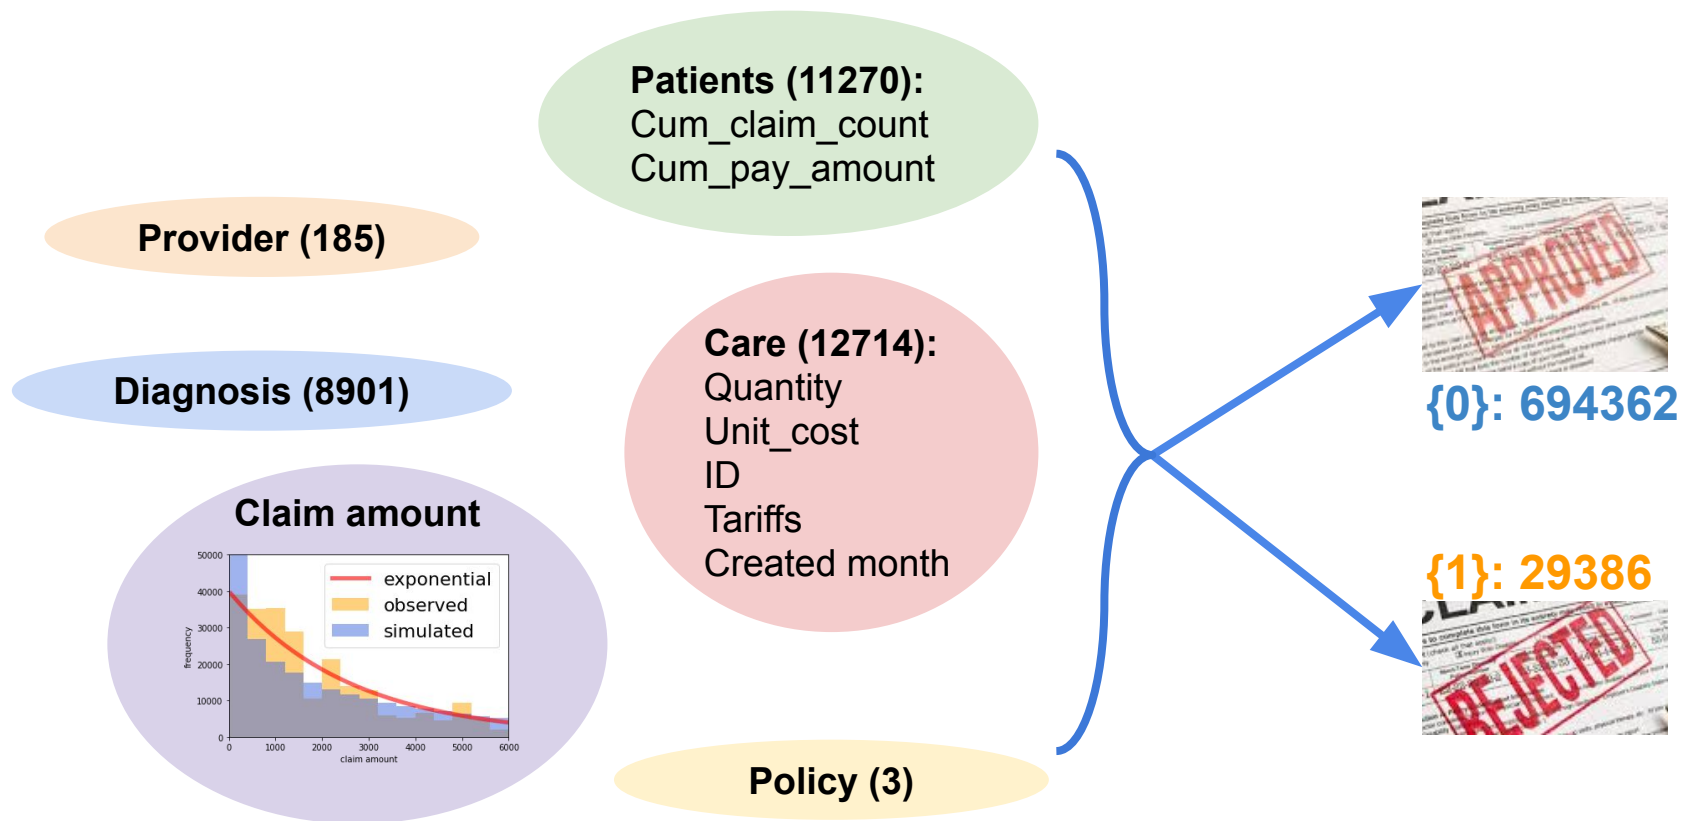 Patients (11270):
Cum_claim_count
Cum_pay_amount
Provider (185)
Diagnosis (8901)
Care (12714):
Quantity
Unit_cost
ID
Tariffs
Created month
Claim amount
50000
40000
30000
20000
10000
0
frequency
exponential
observed
simulated
0
1000
2000
3000
4000
5000
6000
claim amount
Policy (3)
APPROVED
{0}: 694362
{1}: 29386
REJECTED